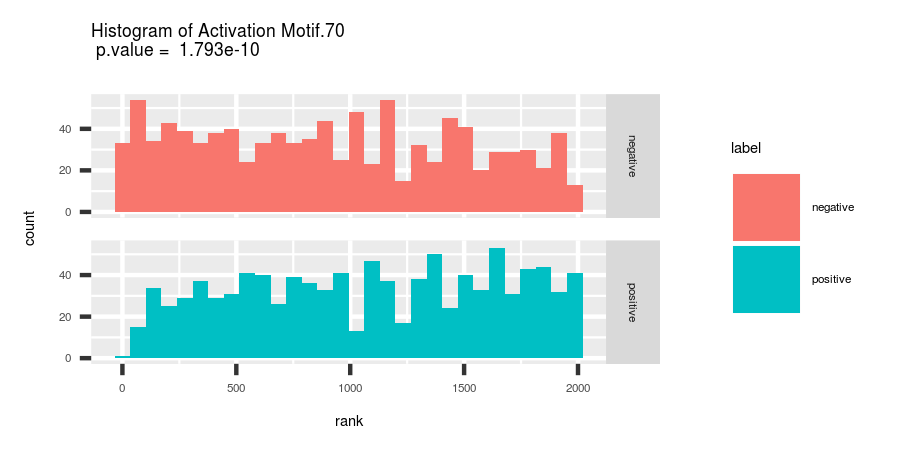 Histogram of Activation Motif.70
p.value = 1.793e-10
count
40
20
0
negative
40
20
0
positive
0 500 1000 1500 2000
rank
label
negative
positive